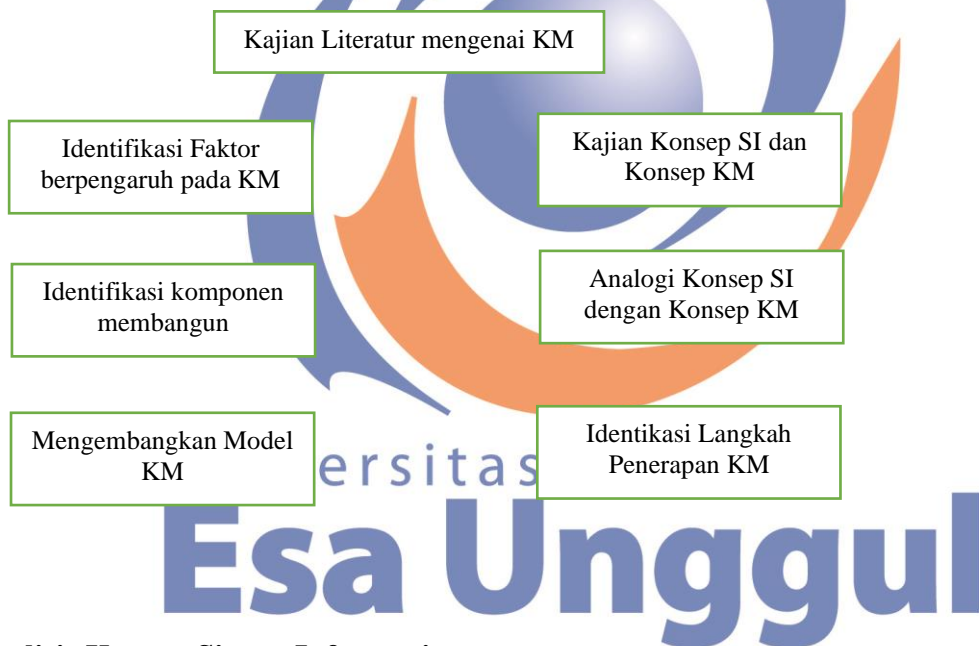 Kajian Literatur mengenai KM
Identifikasi Faktor
berpengaruh pada KM
Kajian Konsep SI dan
Konsep KM
Identifikasi komponen
membangun
Analogi Konsep SI
dengan Konsep KM
Mengembangkan Model
KM
Identikasi Langkah
Penerapan KM
ersitas
Esa Unggul